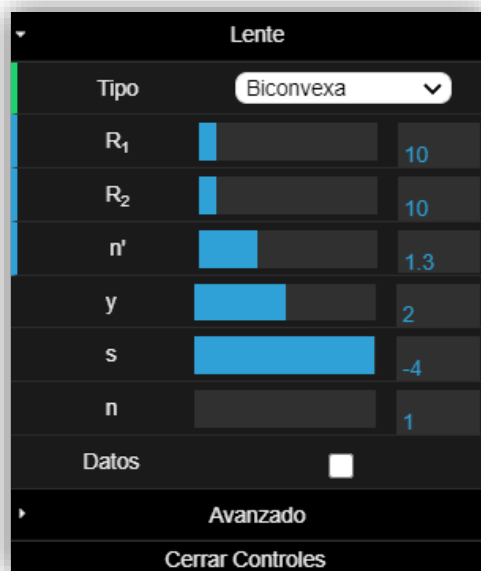 Lente
Tipo Biconvexa
R₁ 10
R₂ 10
n' 1.3
y 2
s -4
n 1
Datos
Avanzado
Cerrar Controles